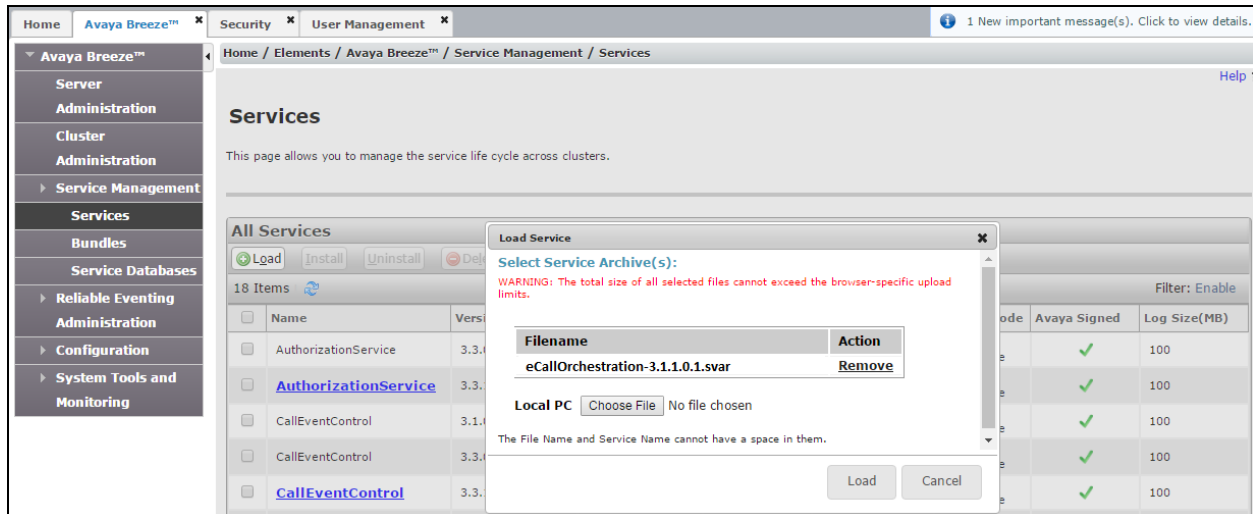 Home Avaya Breeze™ × Security × User Management × 1 New important message(s). Click to view details.
Avaya Breeze™
Server
Administration
Cluster
Administration
Service Management
Services
Bundles
Service Databases
Reliable Eventing
Administration
Configuration
System Tools and
Monitoring
Home / Elements / Avaya Breeze™ / Service Management / Services
Help
Services
This page allows you to manage the service life cycle across clusters.
All Services
Load Install Uninstall
18 Items Filter: Enable
Name Avaya Signed Log Size(MB)
AuthorizationService 100
AuthorizationService 100
CallEventControl 100
CallEventControl 100
CallEventControl 100
Load Service ×
Select Service Archive(s):
WARNING: The total size of all selected files cannot exceed the browser-specific upload
limits.
Filename Action
eCallOrchestration-3.1.1.0.1.svar Remove
Local PC Choose File No file chosen
The File Name and Service Name cannot have a space in them.
Load Cancel